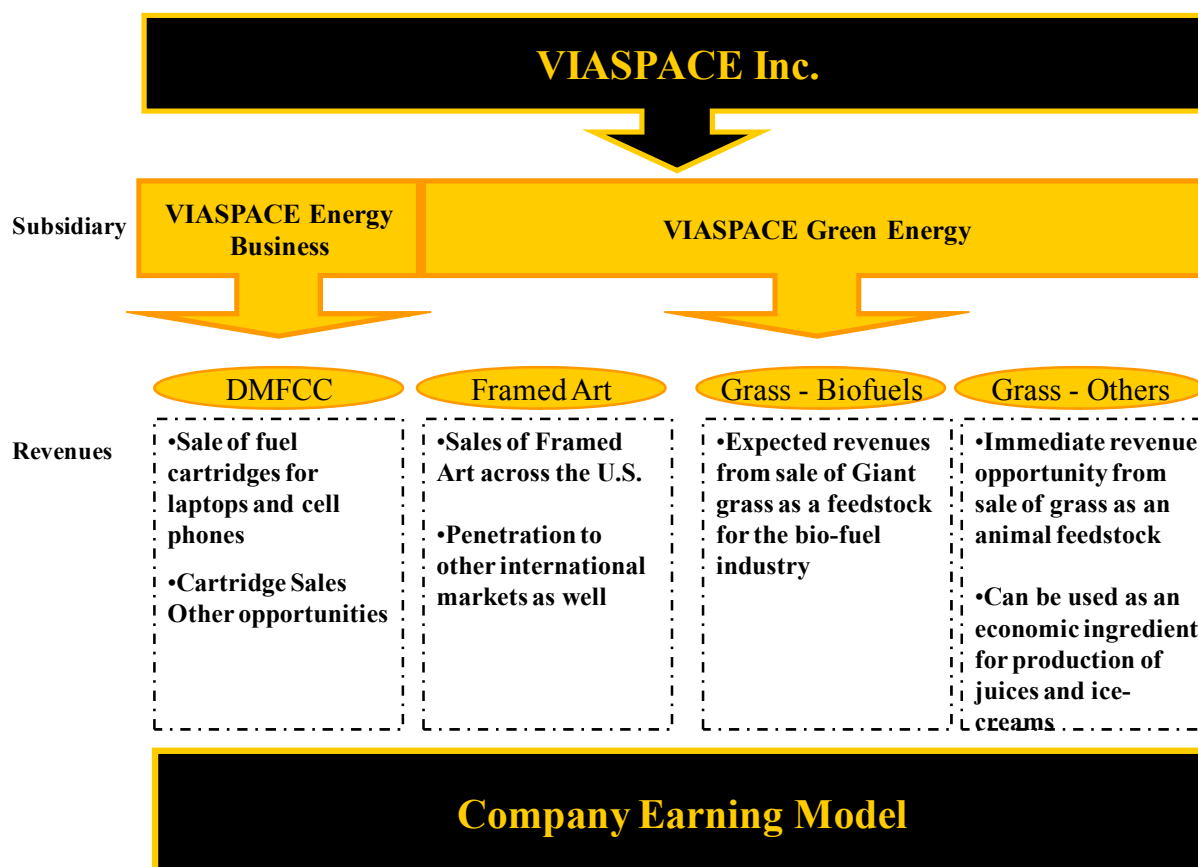 VIASPACE Inc.
Subsidiary
VIASPACE Energy
Business
VIASPACE Green Energy
DMFCC
Framed Art
Grass - Biofuels
Grass - Others
Revenues
•Sale of fuel
cartridges for
laptops and cell
phones
•Cartridge Sales
Other opportunities
•Sales of Framed
Art across the U.S.
•Penetration to
other international
markets as well
•Expected revenues
from sale of Giant
grass as a feedstock
for the bio-fuel
industry
•Immediate revenue
opportunity from
sale of grass as an
animal feedstock
•Can be used as an
economic ingredient
for production of
juices and ice-
creams
Company Earning Model